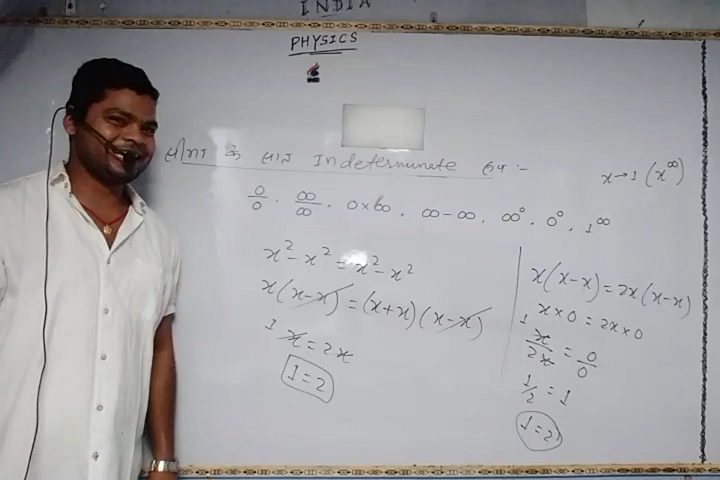 INDIA
PHYSICS
सीमा के सात Indeterminate रूप :-
x→1 (x^∞)
0/0 . ∞/∞ . 0×∞ . ∞-∞ . ∞⁰ . 0⁰ . 1^∞
x²-x² = x²-x²
x(x-x) = (x+x)(x-x)
1 x = 2x
1=2
x(x-x) = 2x(x-x)
x×0 = 2x×0
1 x/2x = 0/0
1/2 = 1
1=2